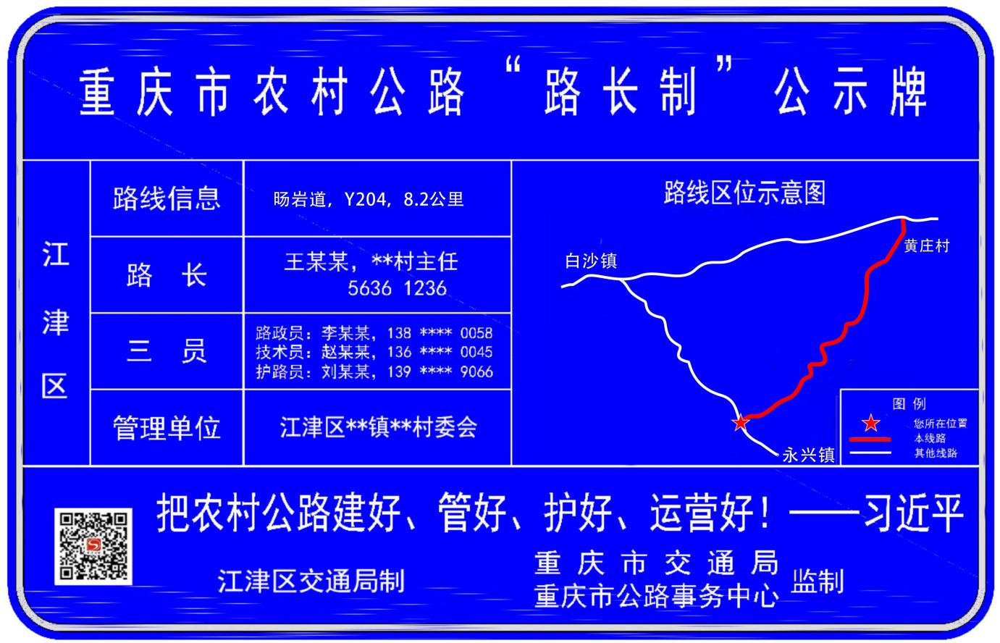 重庆市农村公路“路长制”公示牌
江津区
路线信息
旸岩道，Y204，8.2公里
路长
王某某，**村主任
5636 1236
三员
路政员：李某某，138 **** 0058
技术员：赵某某，136 **** 0045
护路员：刘某某，139 **** 9066
管理单位
江津区**镇**村委会
路线区位示意图
白沙镇
黄庄村
永兴镇
图例
您所在位置
本线路
其他线路
把农村公路建好、管好、护好、运营好！——习近平
江津区交通局制
重庆市交通局
重庆市公路事务中心
监制